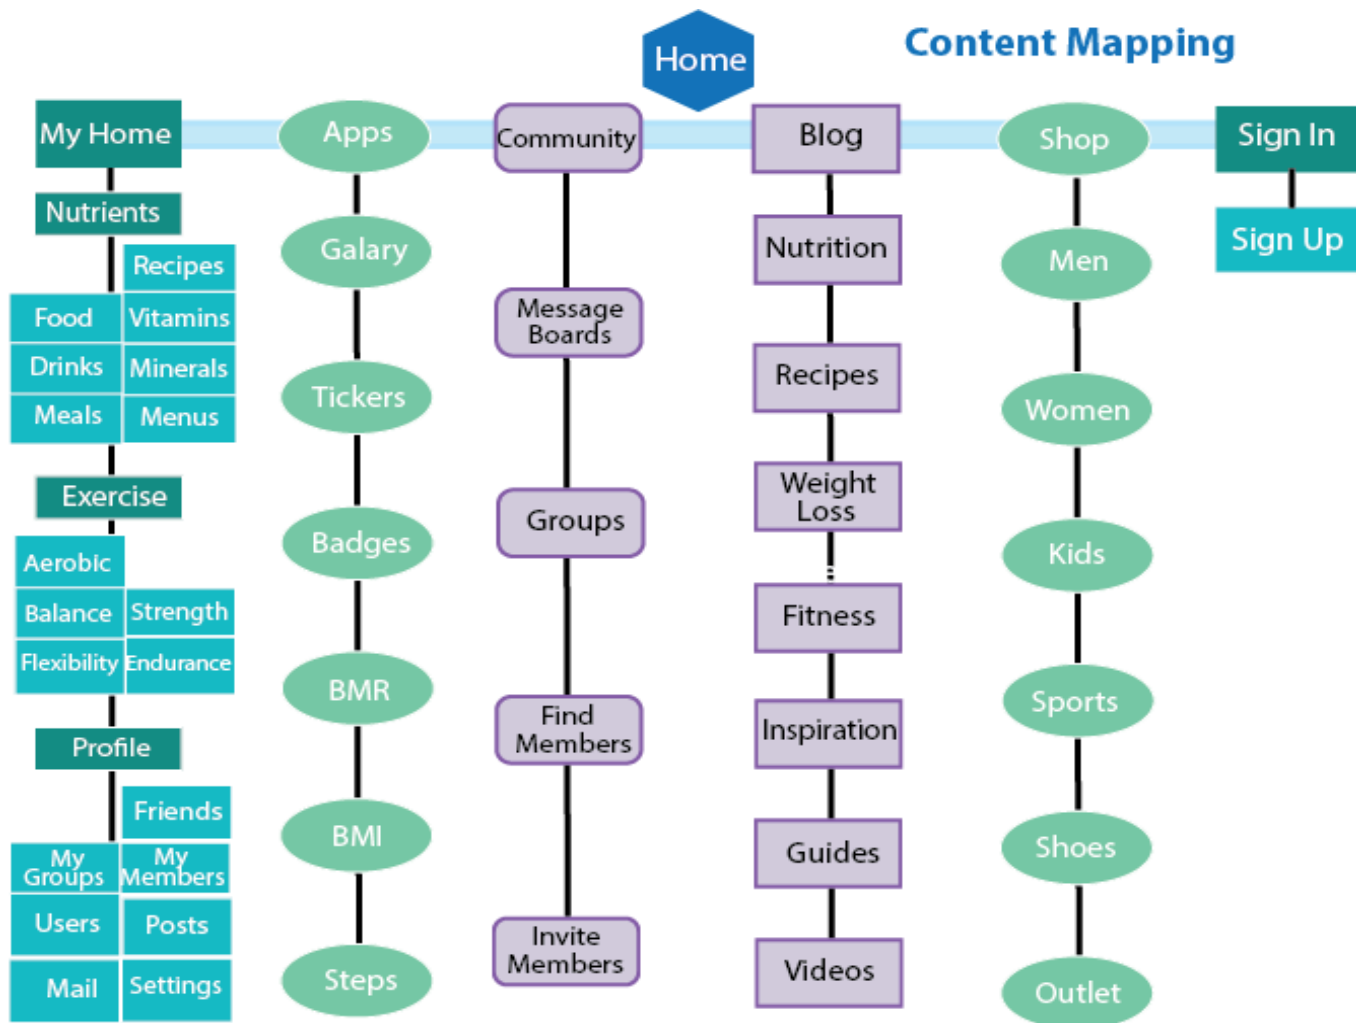 Home
Content Mapping
My Home
Apps
Community
Blog
Shop
Sign In
Nutrients
Recipes
Food
Vitamins
Drinks
Minerals
Meals
Menus
Exercise
Aerobic
Balance
Strength
Flexibility
Endurance
Profile
Friends
My
Groups
My
Members
Users
Posts
Mail
Settings
Galary
Tickers
Badges
BMR
BMI
Steps
Message
Boards
Groups
Find
Members
Invite
Members
Nutrition
Recipes
Weight
Loss
Fitness
Inspiration
Guides
Videos
Men
Women
Kids
Sports
Shoes
Outlet
Sign Up